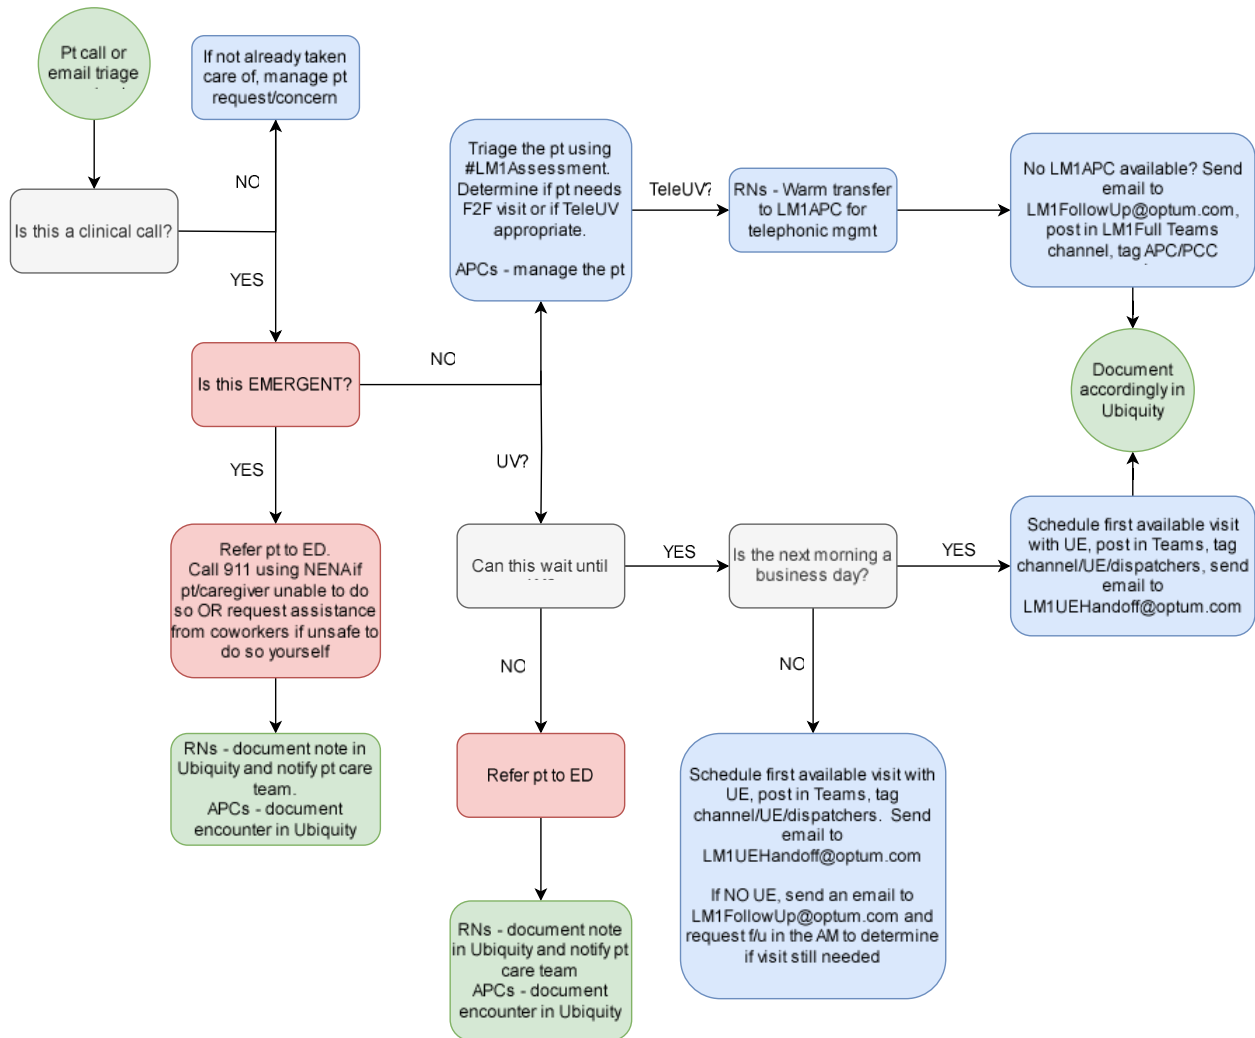 Pt call or
email triage
If not already taken
care of, manage pt
request/concern
NO
Is this a clinical call?
YES
Is this EMERGENT?
NO
YES
Refer pt to ED.
Call 911 using NENAif
pt/caregiver unable to do
so OR request assistance
from coworkers if unsafe to
do so yourself
RNs - document note in
Ubiquity and notify pt care
team.
APCs - document
encounter in Ubiquity
Triage the pt using
#LM1Assessment.
Determine if pt needs
F2F visit or if TeleUV
appropriate.
APCs - manage the pt
TeleUV?
RNs - Warm transfer
to LM1APC for
telephonic mgmt
No LM1APC available? Send
email to
LM1FollowUp@optum.com,
post in LM1Full Teams
channel, tag APC/PCC
Document
accordingly in
Ubiquity
UV?
Can this wait until
YES
Is the next morning a
business day?
YES
Schedule first available visit
with UE, post in Teams, tag
channel/UE/dispatchers, send
email to
LM1UEHandoff@optum.com
NO
Refer pt to ED
RNs - document note
in Ubiquity and notify pt
care team
APCs - document
encounter in Ubiquity
NO
Schedule first available visit with
UE, post in Teams, tag
channel/UE/dispatchers. Send
email to
LM1UEHandoff@optum.com
If NO UE, send an email to
LM1FollowUp@optum.com and
request f/u in the AM to determine
if visit still needed